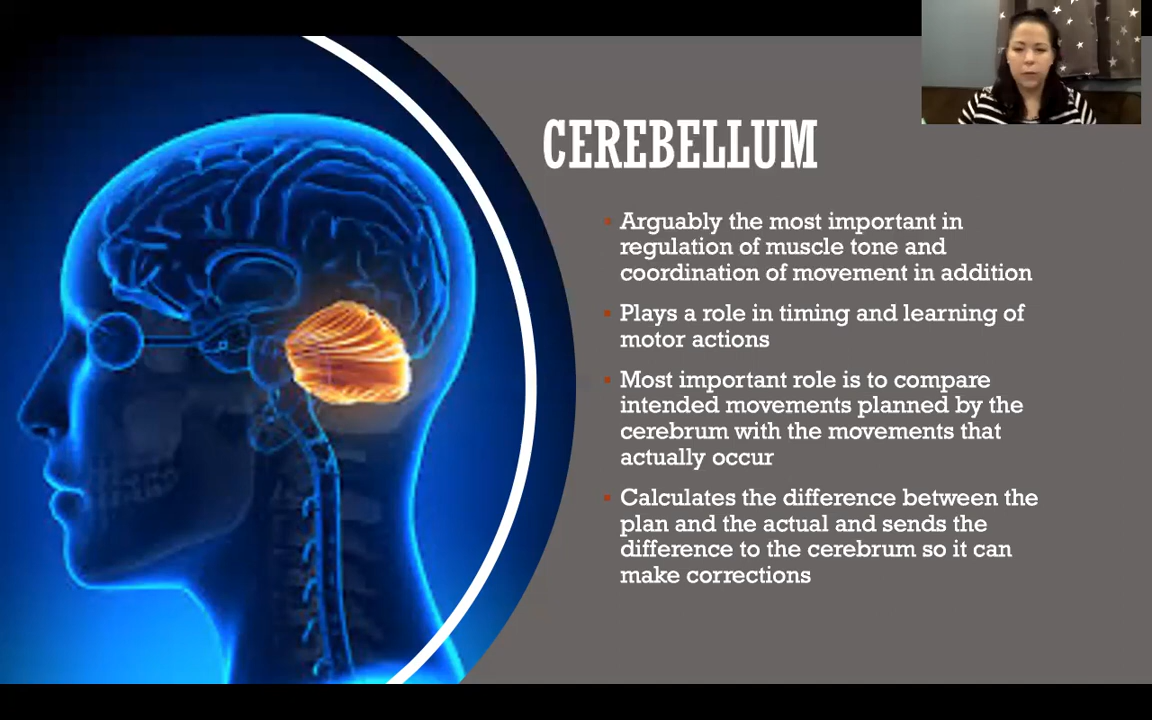 CEREBELLUM
Arguably the most important in
regulation of muscle tone and
coordination of movement in addition
Plays a role in timing and learning of
motor actions
Most important role is to compare
intended movements planned by the
cerebrum with the movements that
actually occur
Calculates the difference between the
plan and the actual and sends the
difference to the cerebrum so it can
make corrections